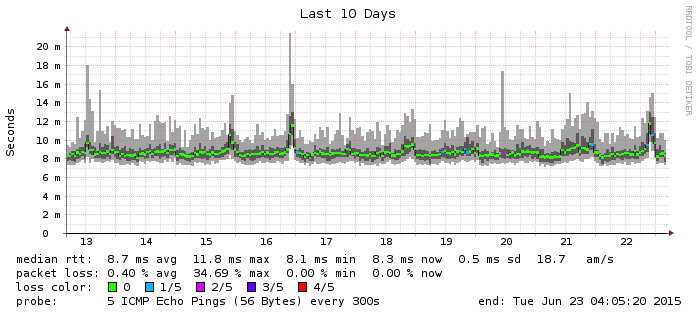 Last 10 Days
RRDTOOL / TOBI OETIKER
Seconds
20 m
18 m
16 m
14 m
12 m
10 m
8 m
6 m
4 m
2 m
0
13 14 15 16 17 18 19 20 21 22
median rtt: 8.7 ms avg 11.8 ms max 8.1 ms min 8.3 ms now 0.5 ms sd 18.7 am/s
packet loss: 0.40 % avg 34.69 % max 0.00 % min 0.00 % now
loss color: 0 1/5 2/5 3/5 4/5
probe: 5 ICMP Echo Pings (56 Bytes) every 300s end: Tue Jun 23 04:05:20 2015